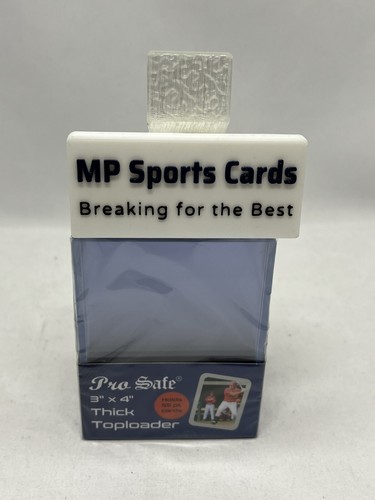 MP Sports Cards
Breaking for the Best
Pro Safe®
3" x 4"
Thick
Toploader